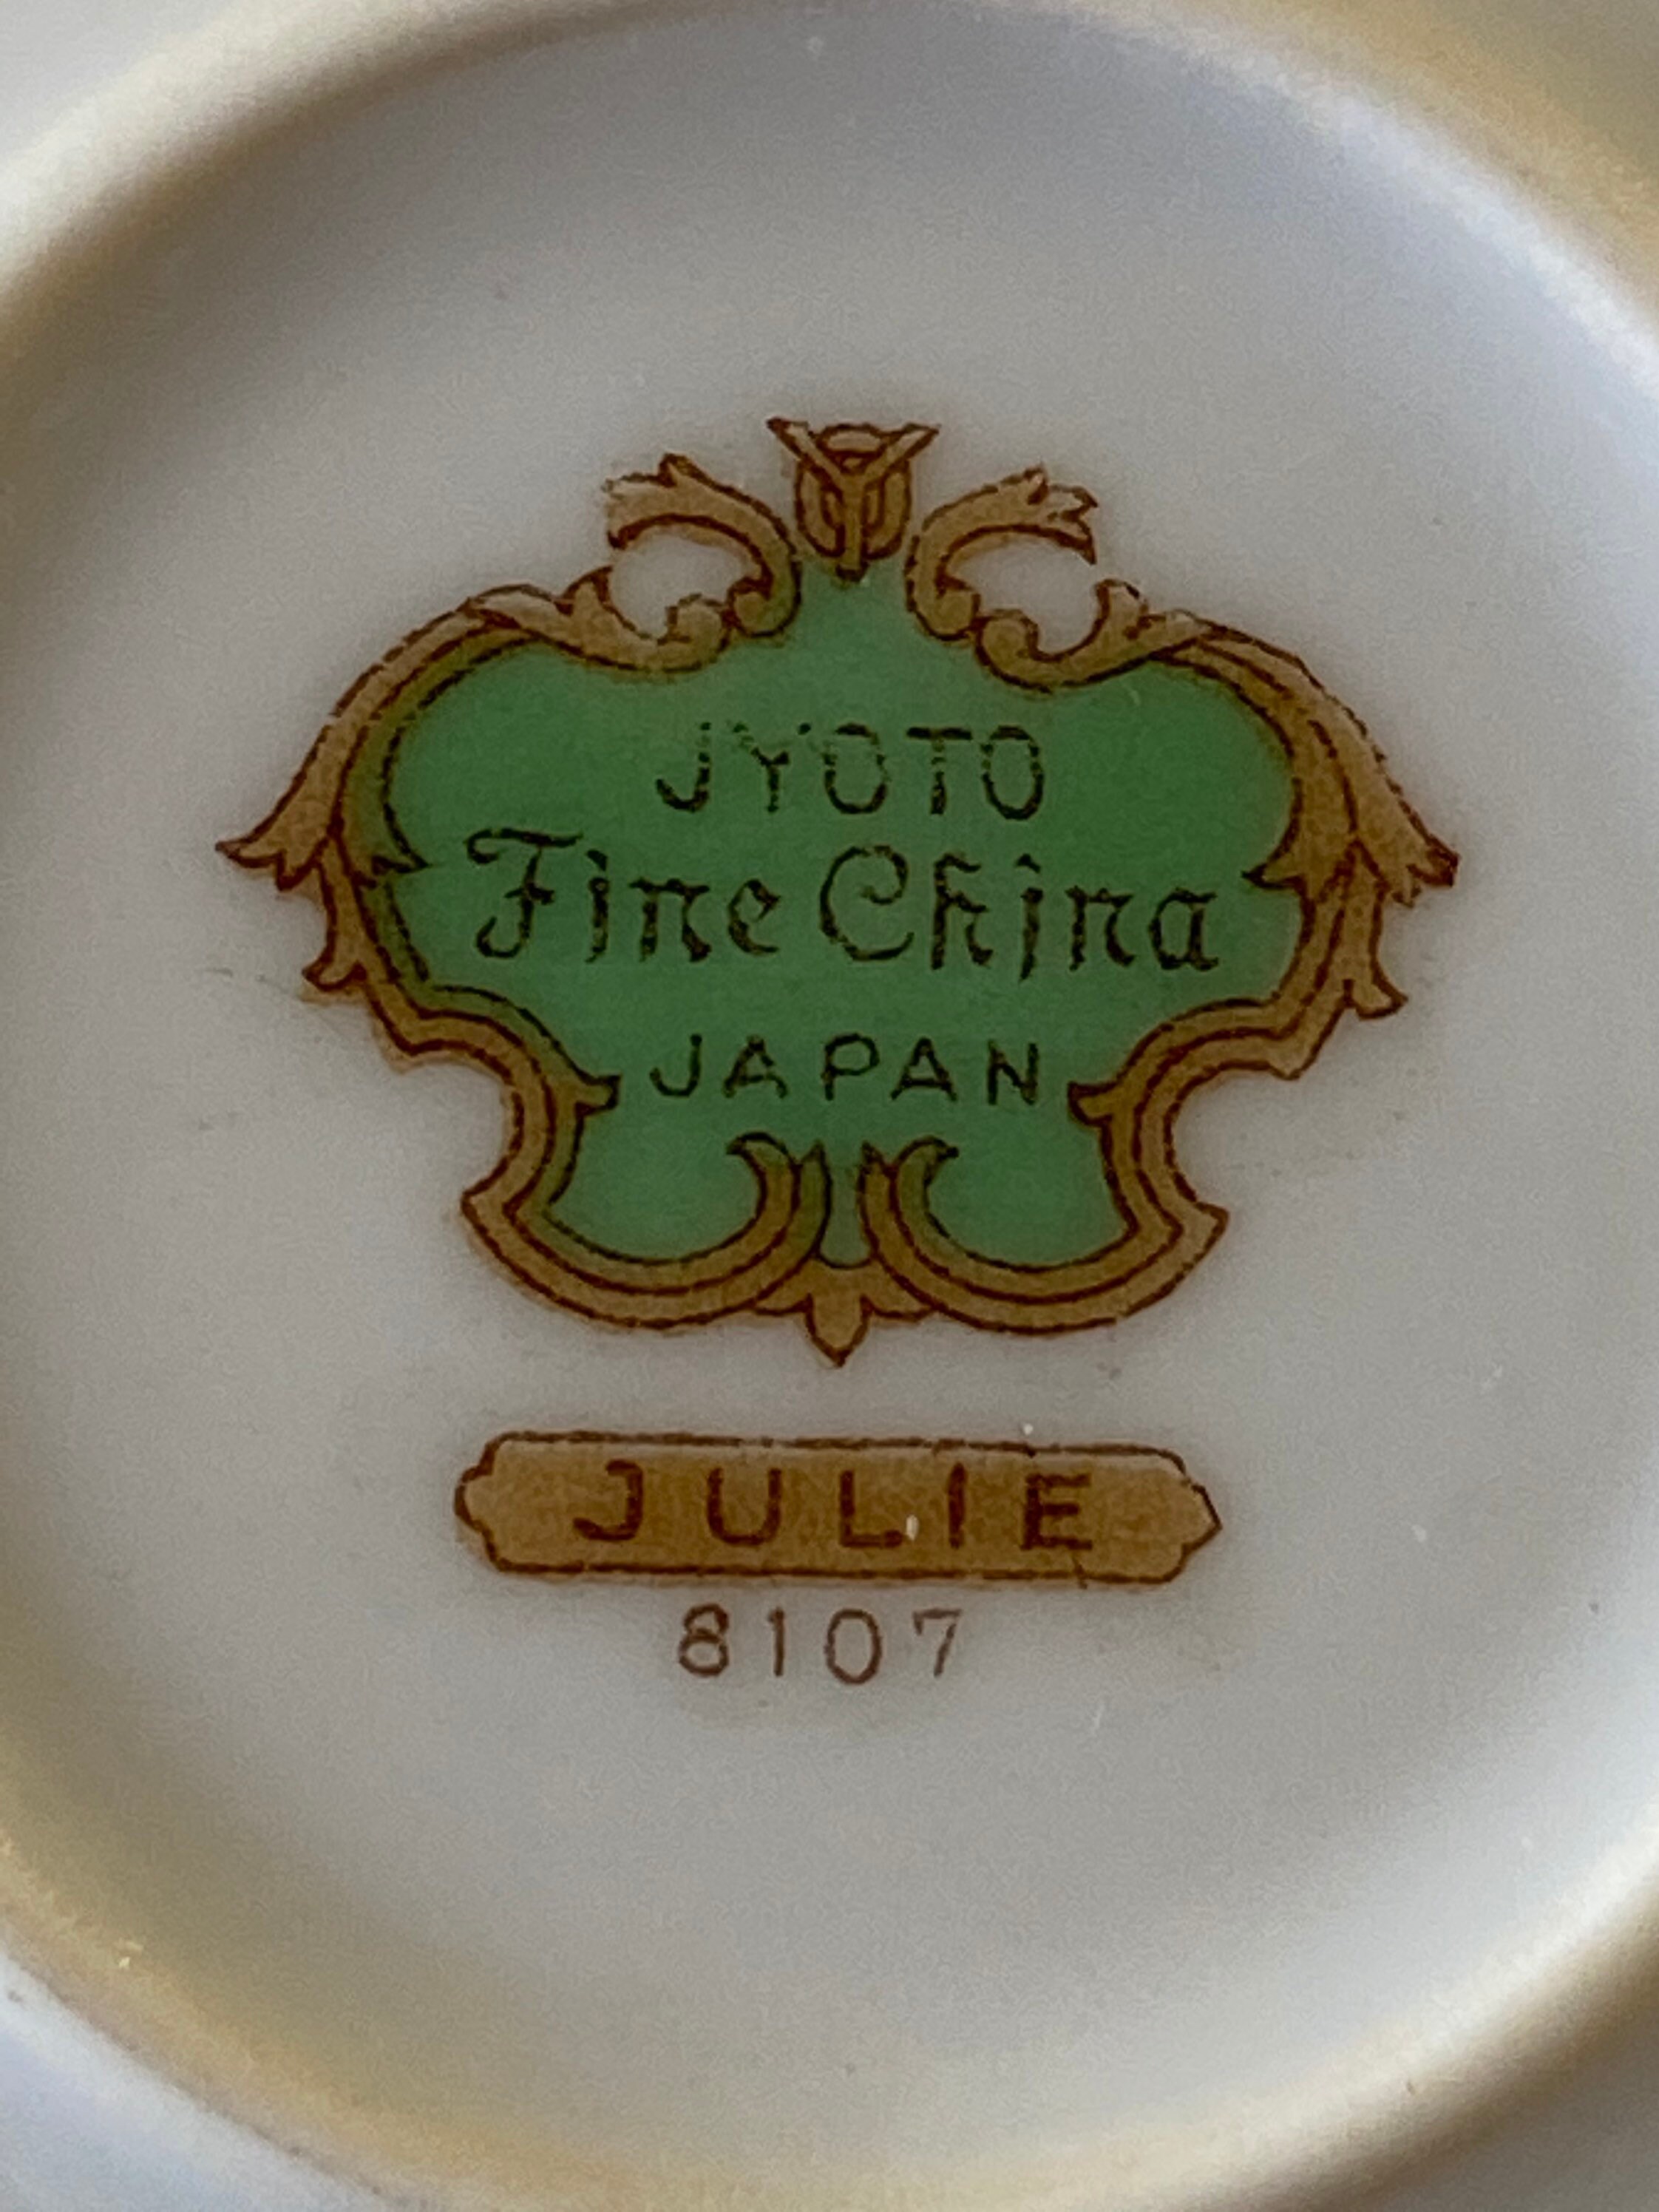 JYOTO
Fine China
JAPAN
JULIE
8107